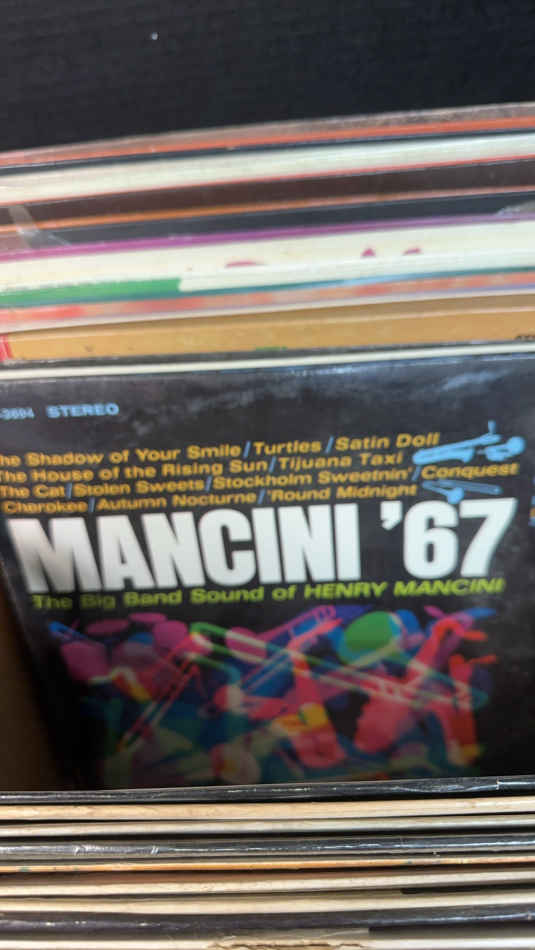 -3694 STEREO
he Shadow of Your Smile/Turtles/Satin Doll
The House of the Rising Sun/Tijuana Taxi
The Cat/Stolen Sweets/Stockholm Sweetnin'/Conquest
Cherokee/Autumn Nocturne/'Round Midnight
MANCINI '67
The Big Band Sound of HENRY MANCINI